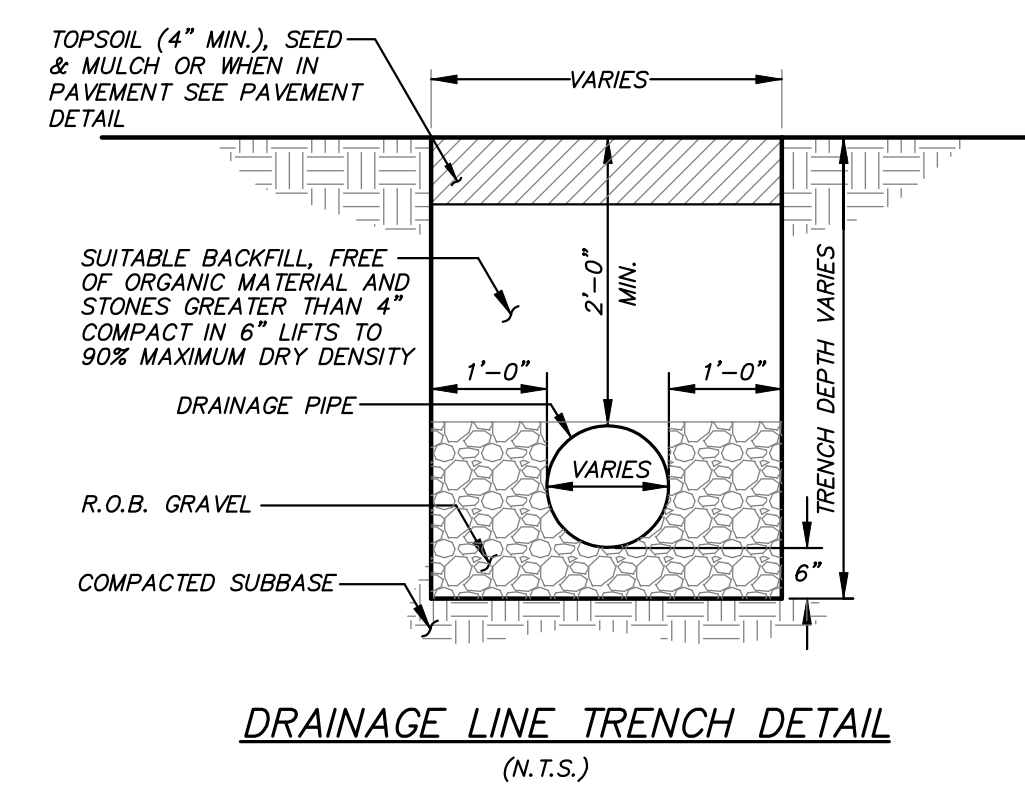 TOPSOIL (4" MIN.), SEED
& MULCH OR WHEN IN
PAVEMENT SEE PAVEMENT
DETAIL
VARIES
SUITABLE BACKFILL, FREE
OF ORGANIC MATERIAL AND
STONES GREATER THAN 4"
COMPACT IN 6" LIFTS TO
90% MAXIMUM DRY DENSITY
2'-0"
MIN.
TRENCH DEPTH VARIES
1'-0"
1'-0"
DRAINAGE PIPE
VARIES
R.O.B. GRAVEL
6"
COMPACTED SUBBASE
DRAINAGE LINE TRENCH DETAIL
(N.T.S.)